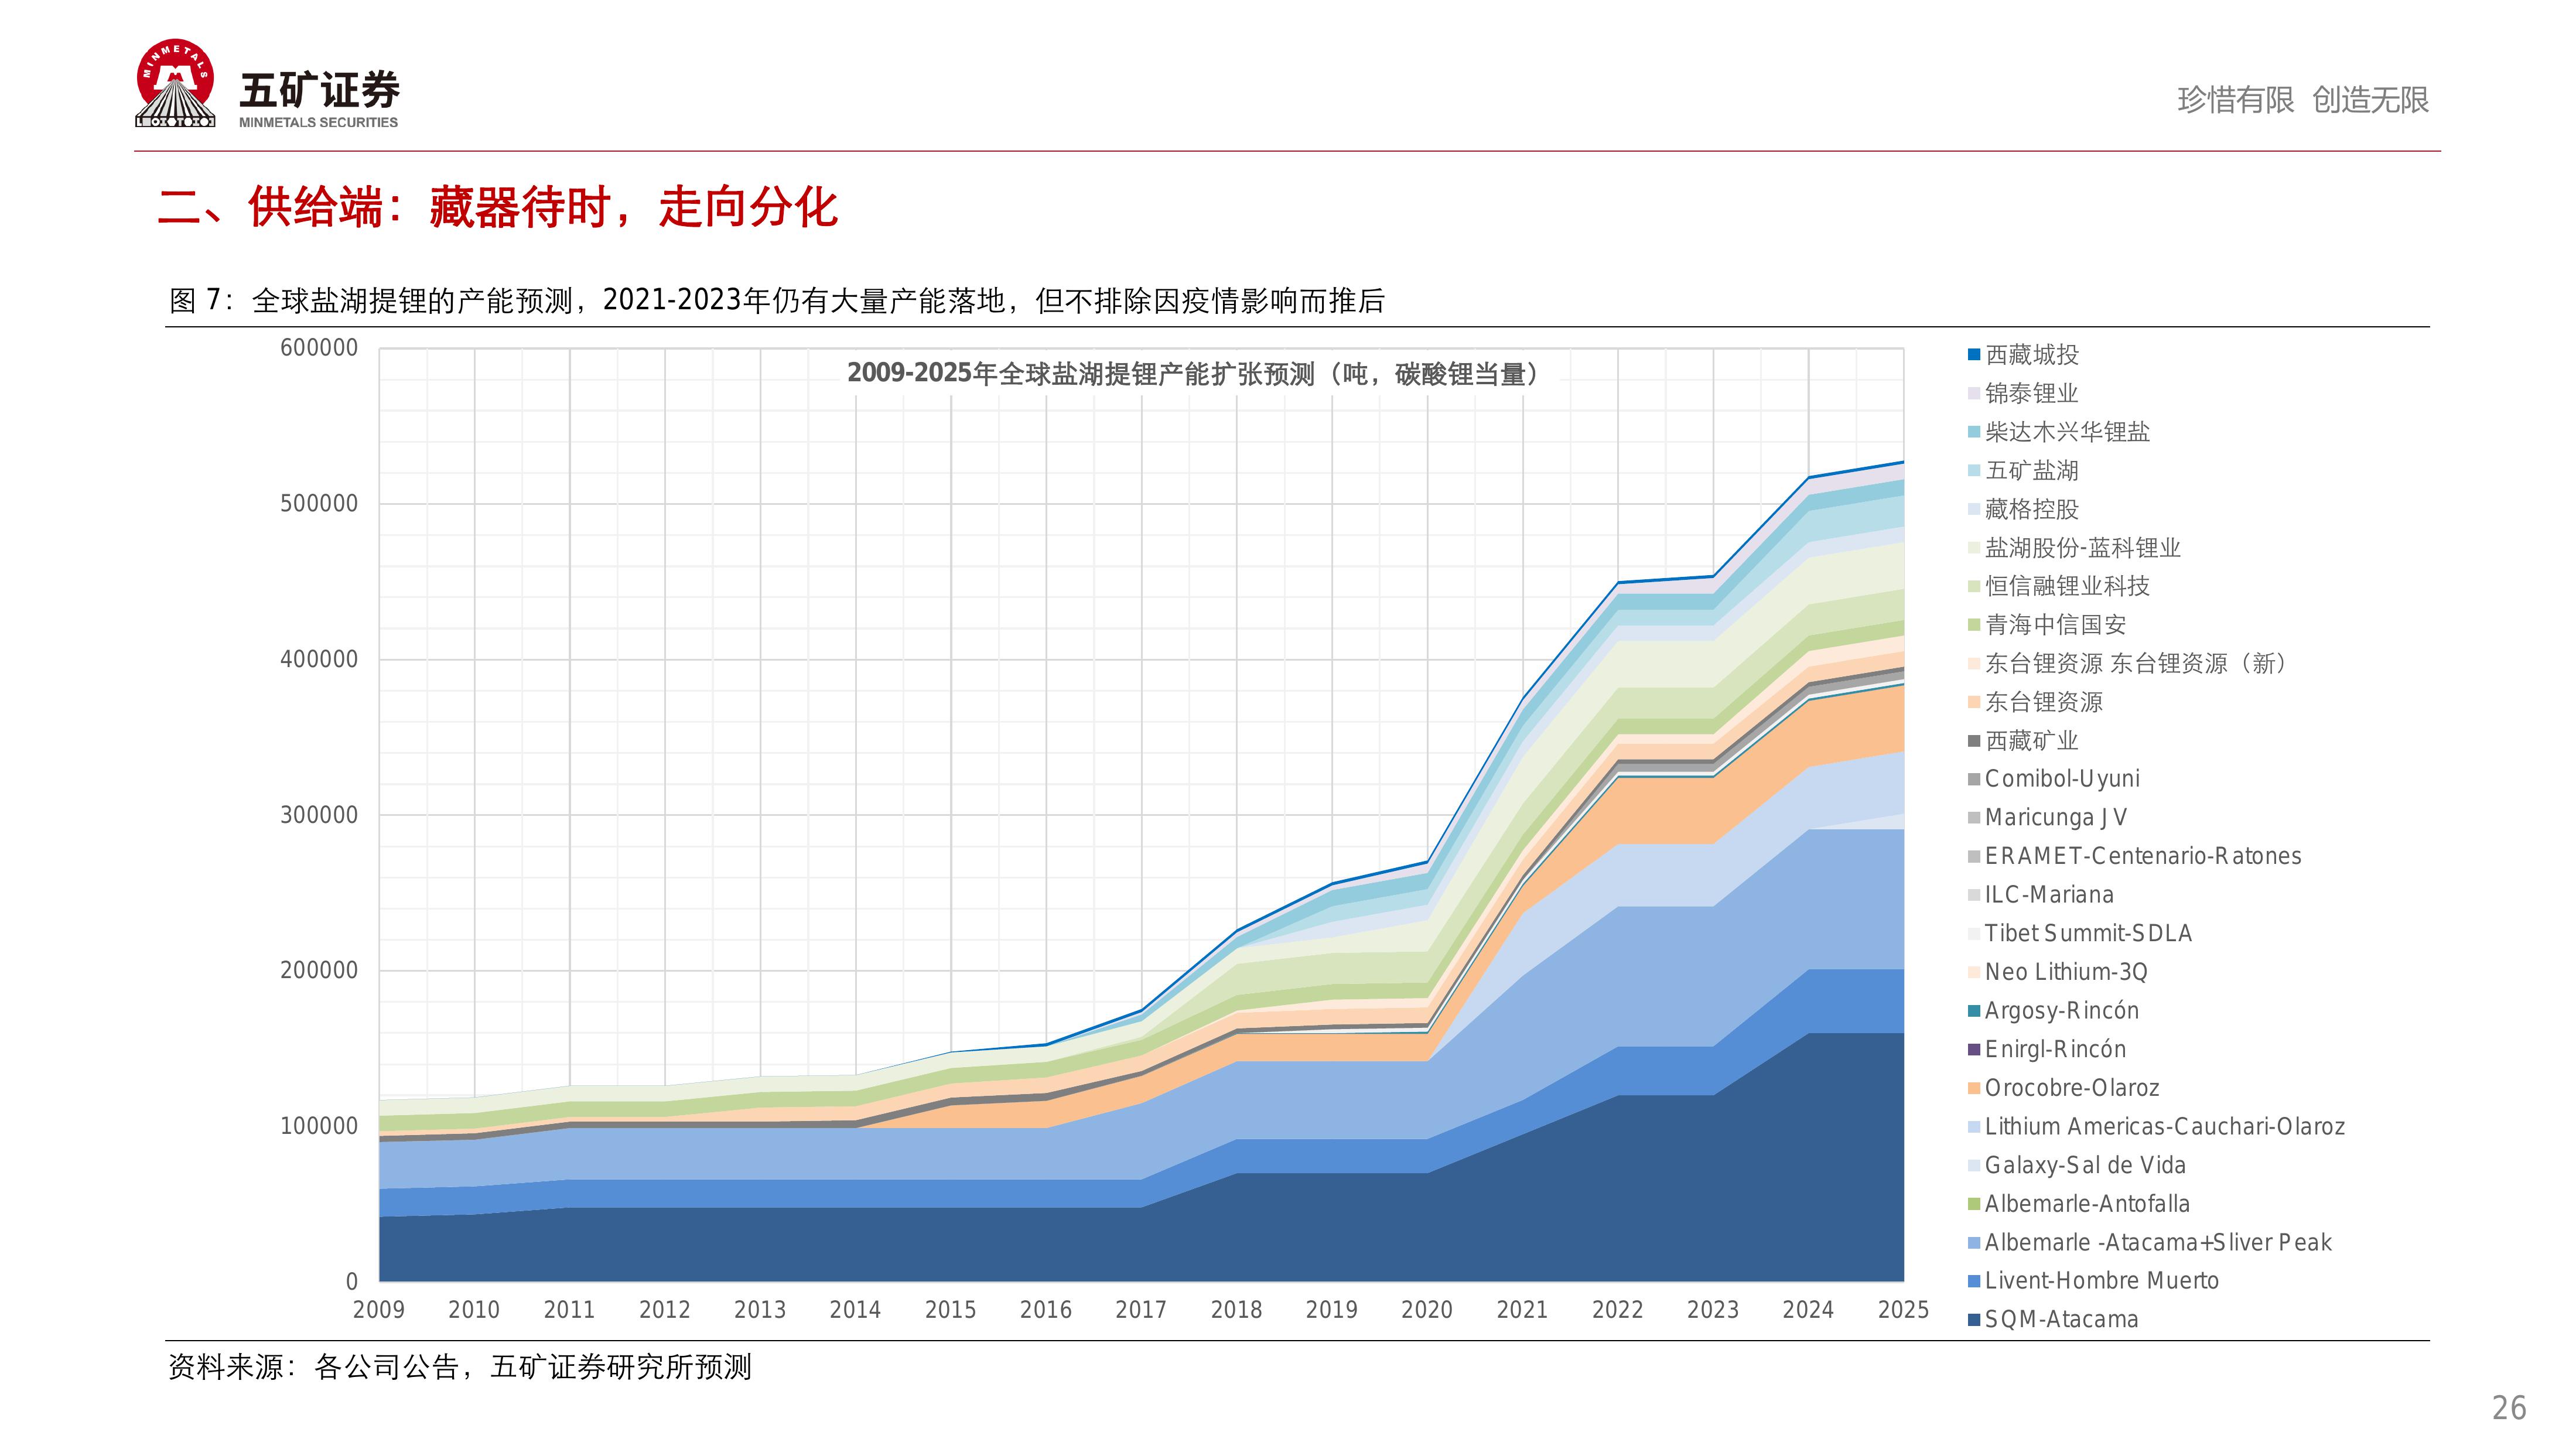 MINMETALS
五矿证券
MINMETALS SECURITIES
珍惜有限 创造无限
二、供给端：藏器待时，走向分化
图 7：全球盐湖提锂的产能预测，2021-2023年仍有大量产能落地，但不排除因疫情影响而推后
2009-2025年全球盐湖提锂产能扩张预测（吨，碳酸锂当量）
600000
500000
400000
300000
200000
100000
0
2009 2010 2011 2012 2013 2014 2015 2016 2017 2018 2019 2020 2021 2022 2023 2024 2025
西藏城投
锦泰锂业
柴达木兴华锂盐
五矿盐湖
藏格控股
盐湖股份-蓝科锂业
恒信融锂业科技
青海中信国安
东台锂资源 东台锂资源（新）
东台锂资源
西藏矿业
Comibol-Uyuni
Maricunga JV
ERAMET-Centenario-Ratones
ILC-Mariana
Tibet Summit-SDLA
Neo Lithium-3Q
Argosy-Rincón
Enirgl-Rincón
Orocobre-Olaroz
Lithium Americas-Cauchari-Olaroz
Galaxy-Sal de Vida
Albemarle-Antofalla
Albemarle -Atacama+Sliver Peak
Livent-Hombre Muerto
SQM-Atacama
资料来源：各公司公告，五矿证券研究所预测
26